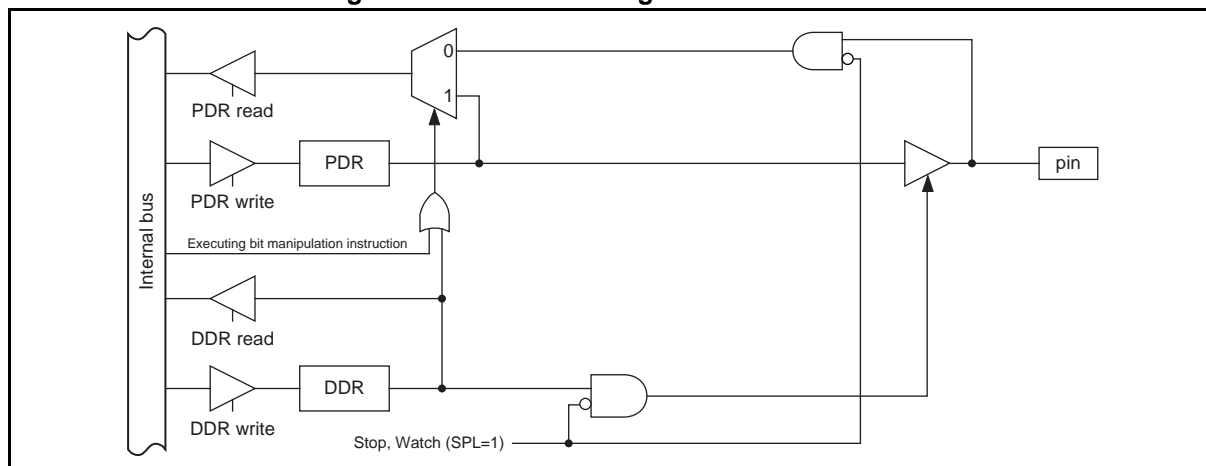 0
1
PDR read
PDR
pin
PDR write
Internal bus
Executing bit manipulation instruction
DDR read
DDR
DDR write
Stop, Watch (SPL=1)